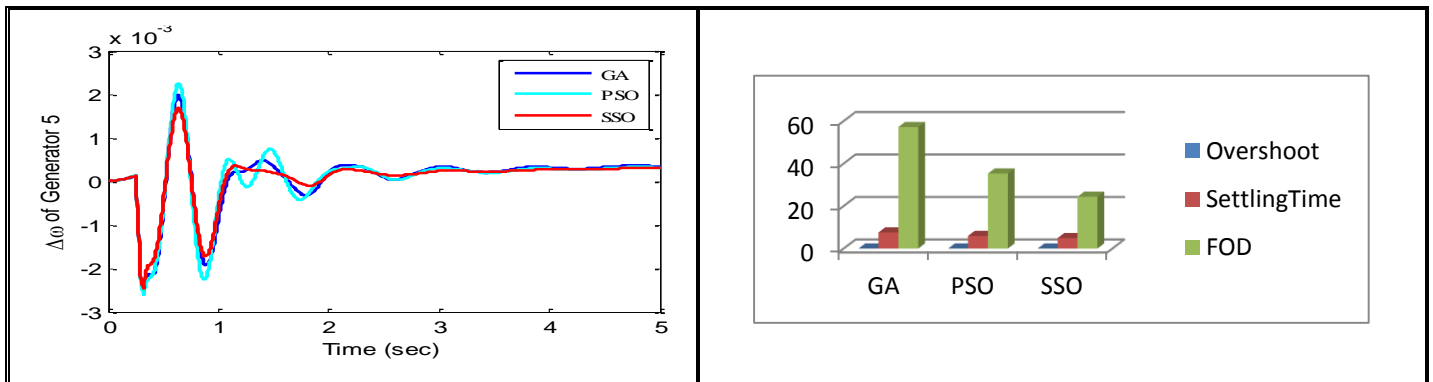 × 10-3
3
2
1
0
-1
-2
-3
Δω of Generator 5
0 1 2 3 4 5
Time (sec)
GA
PSO
SSO
60
40
20
0
GA PSO SSO
Overshoot
SettlingTime
FOD